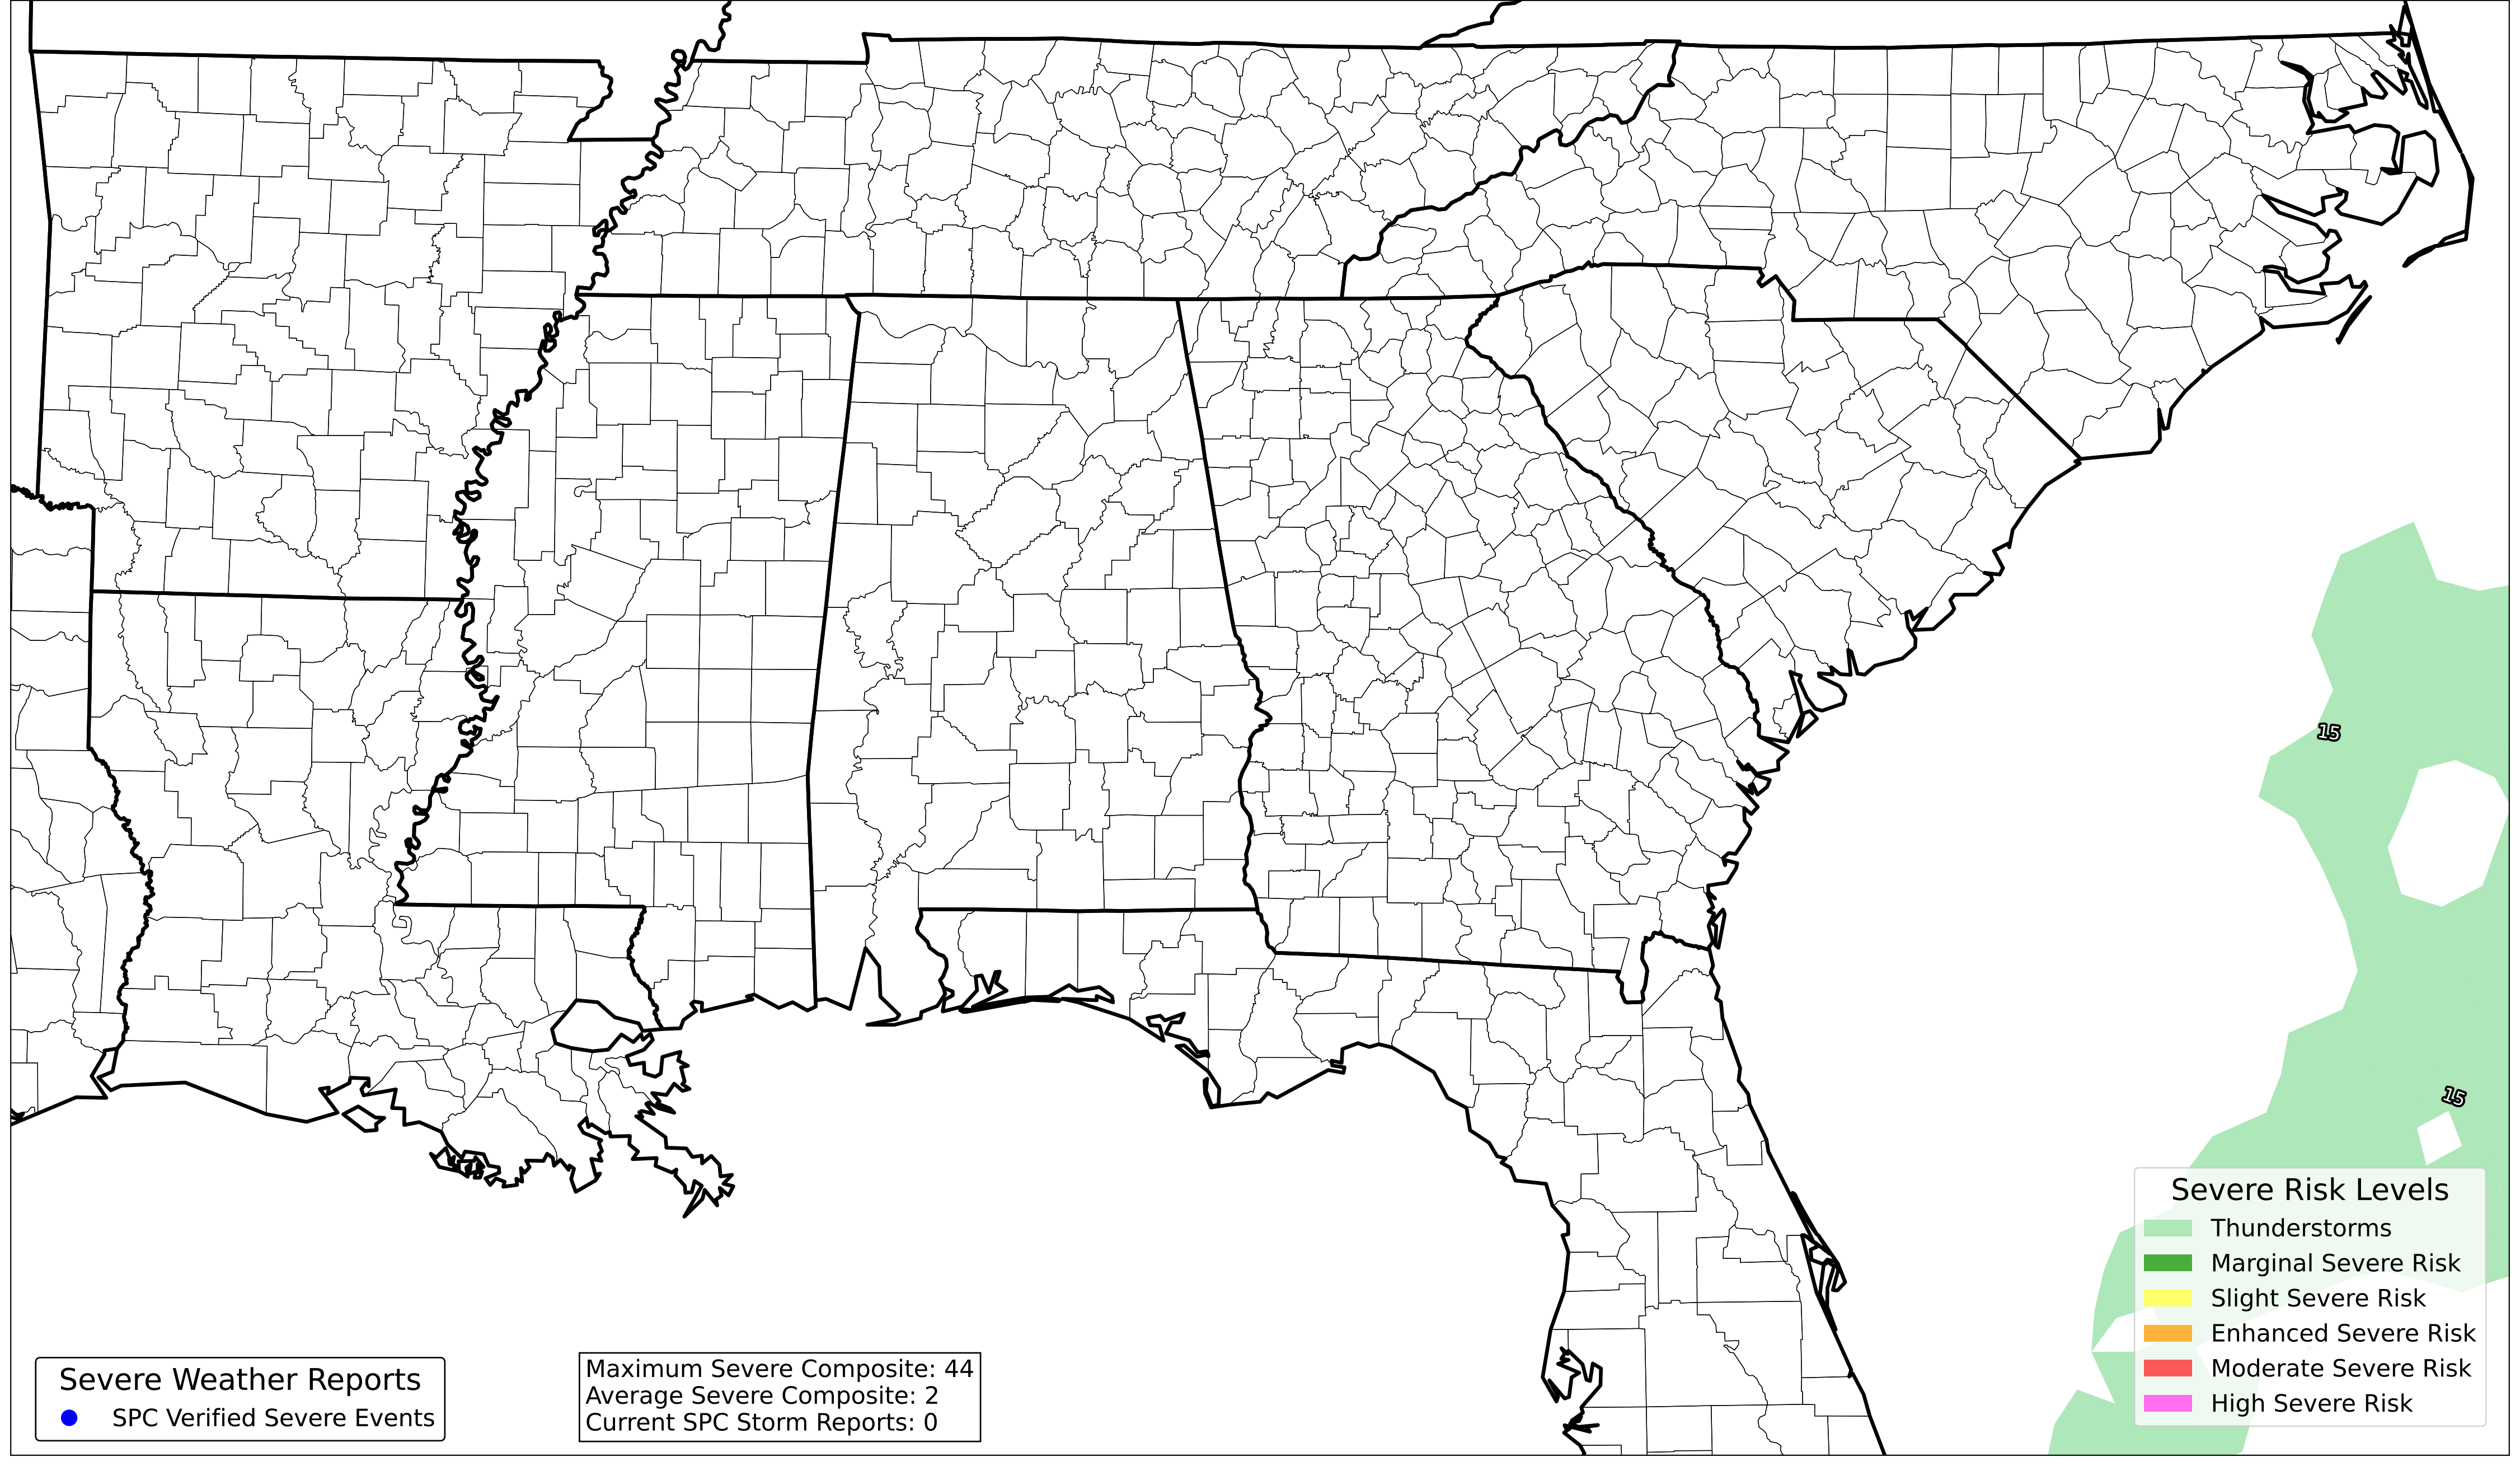 15
15
Severe Risk Levels
Thunderstorms
Marginal Severe Risk
Slight Severe Risk
Enhanced Severe Risk
Moderate Severe Risk
High Severe Risk
Severe Weather Reports
SPC Verified Severe Events
Maximum Severe Composite: 44
Average Severe Composite: 2
Current SPC Storm Reports: 0